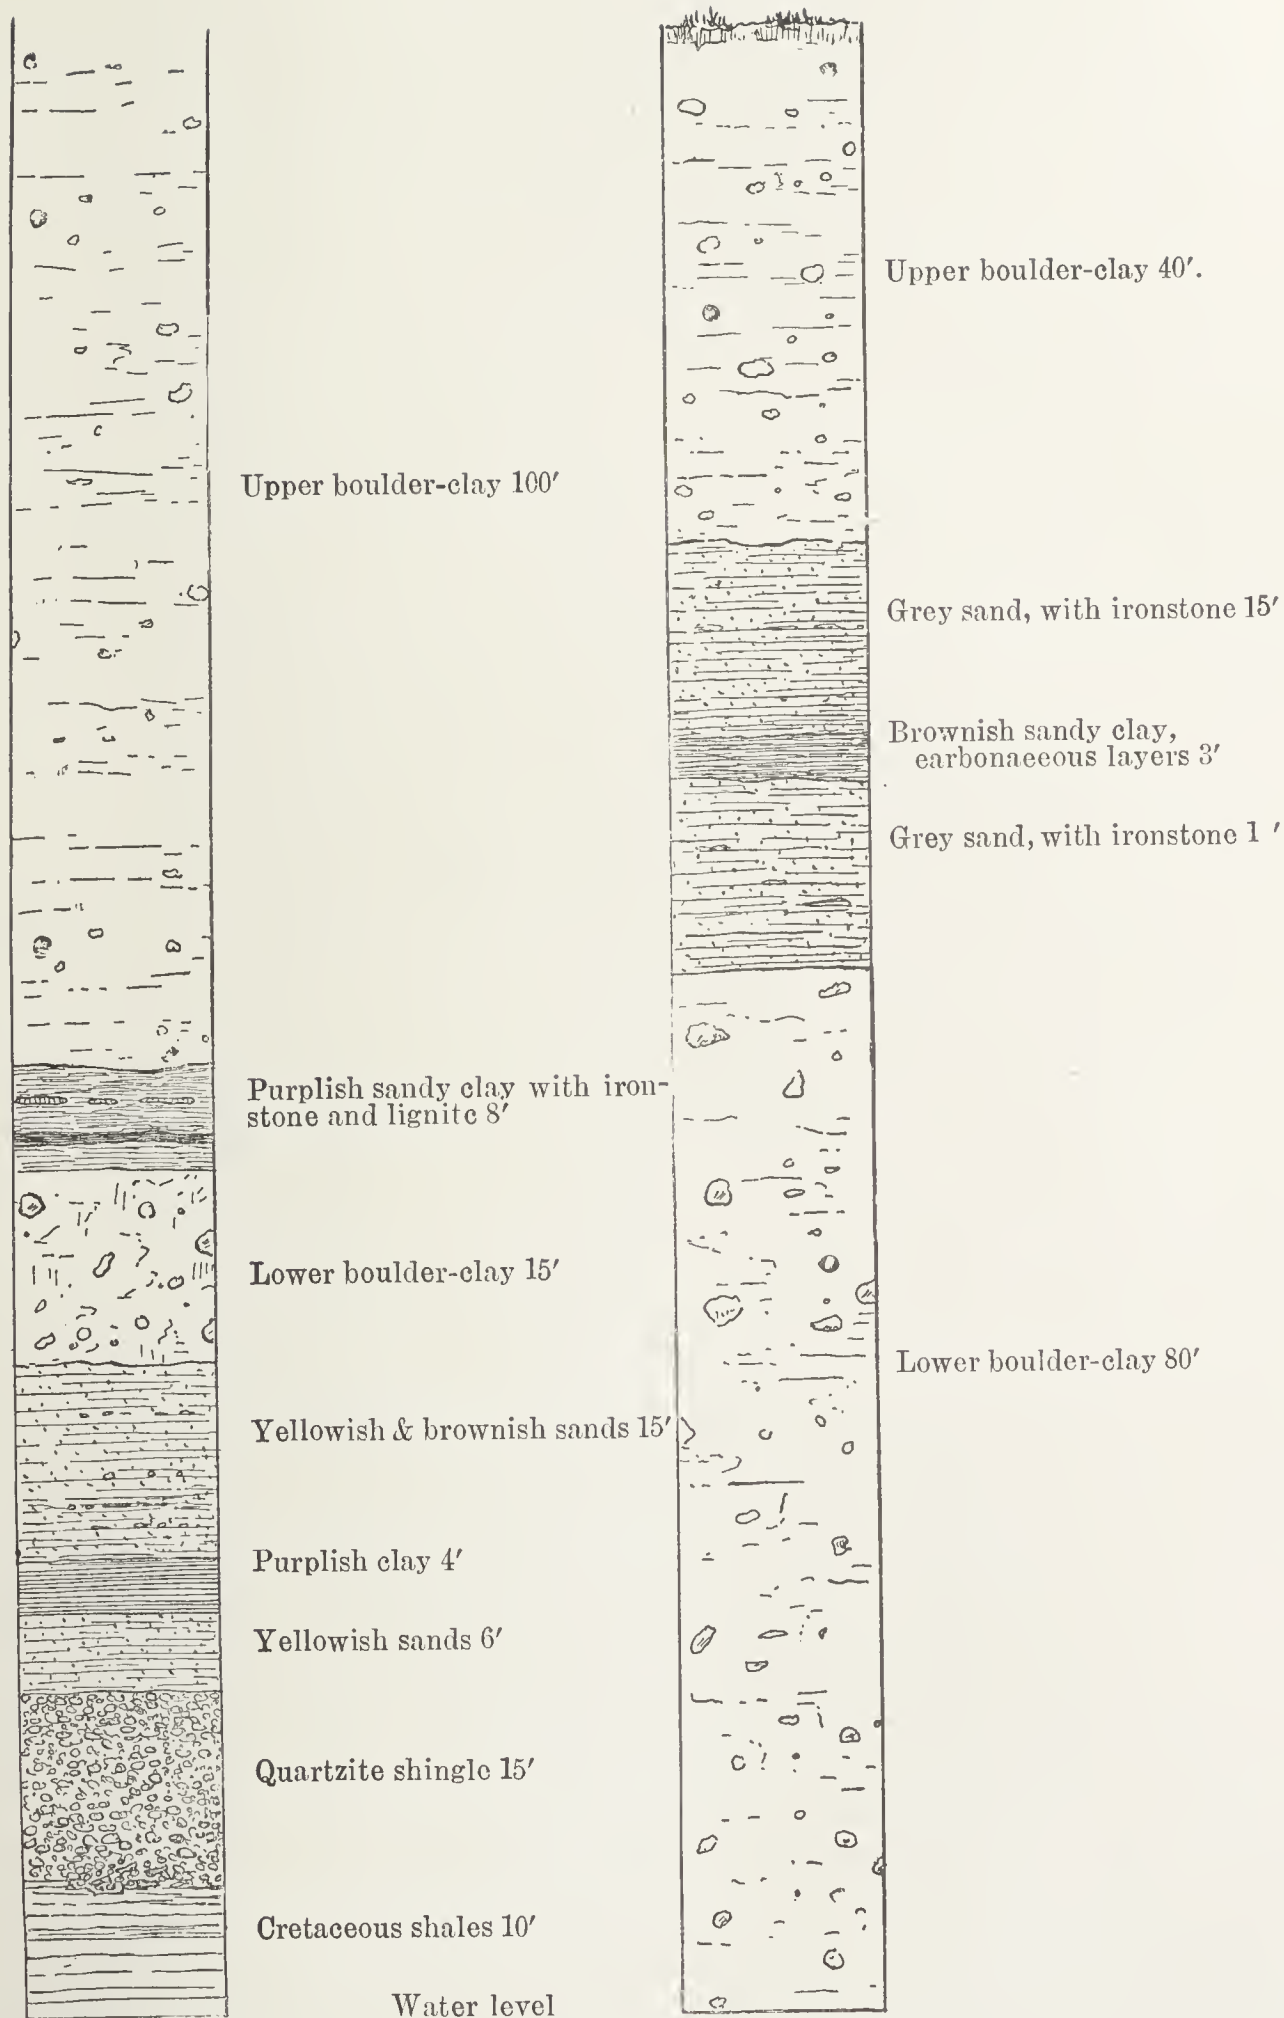 Upper boulder-clay 100′
Purplish sandy clay with iron-
stone and lignite 8′
Lower boulder-clay 15′
Yellowish & brownish sands 15′
Purplish clay 4′
Yellowish sands 6′
Quartzite shingle 15′
Cretaceous shales 10′
Water level
Upper boulder-clay 40′.
Grey sand, with ironstone 15′
Brownish sandy clay,
carbonaceous layers 3′
Grey sand, with ironstone
Lower boulder-clay 80′